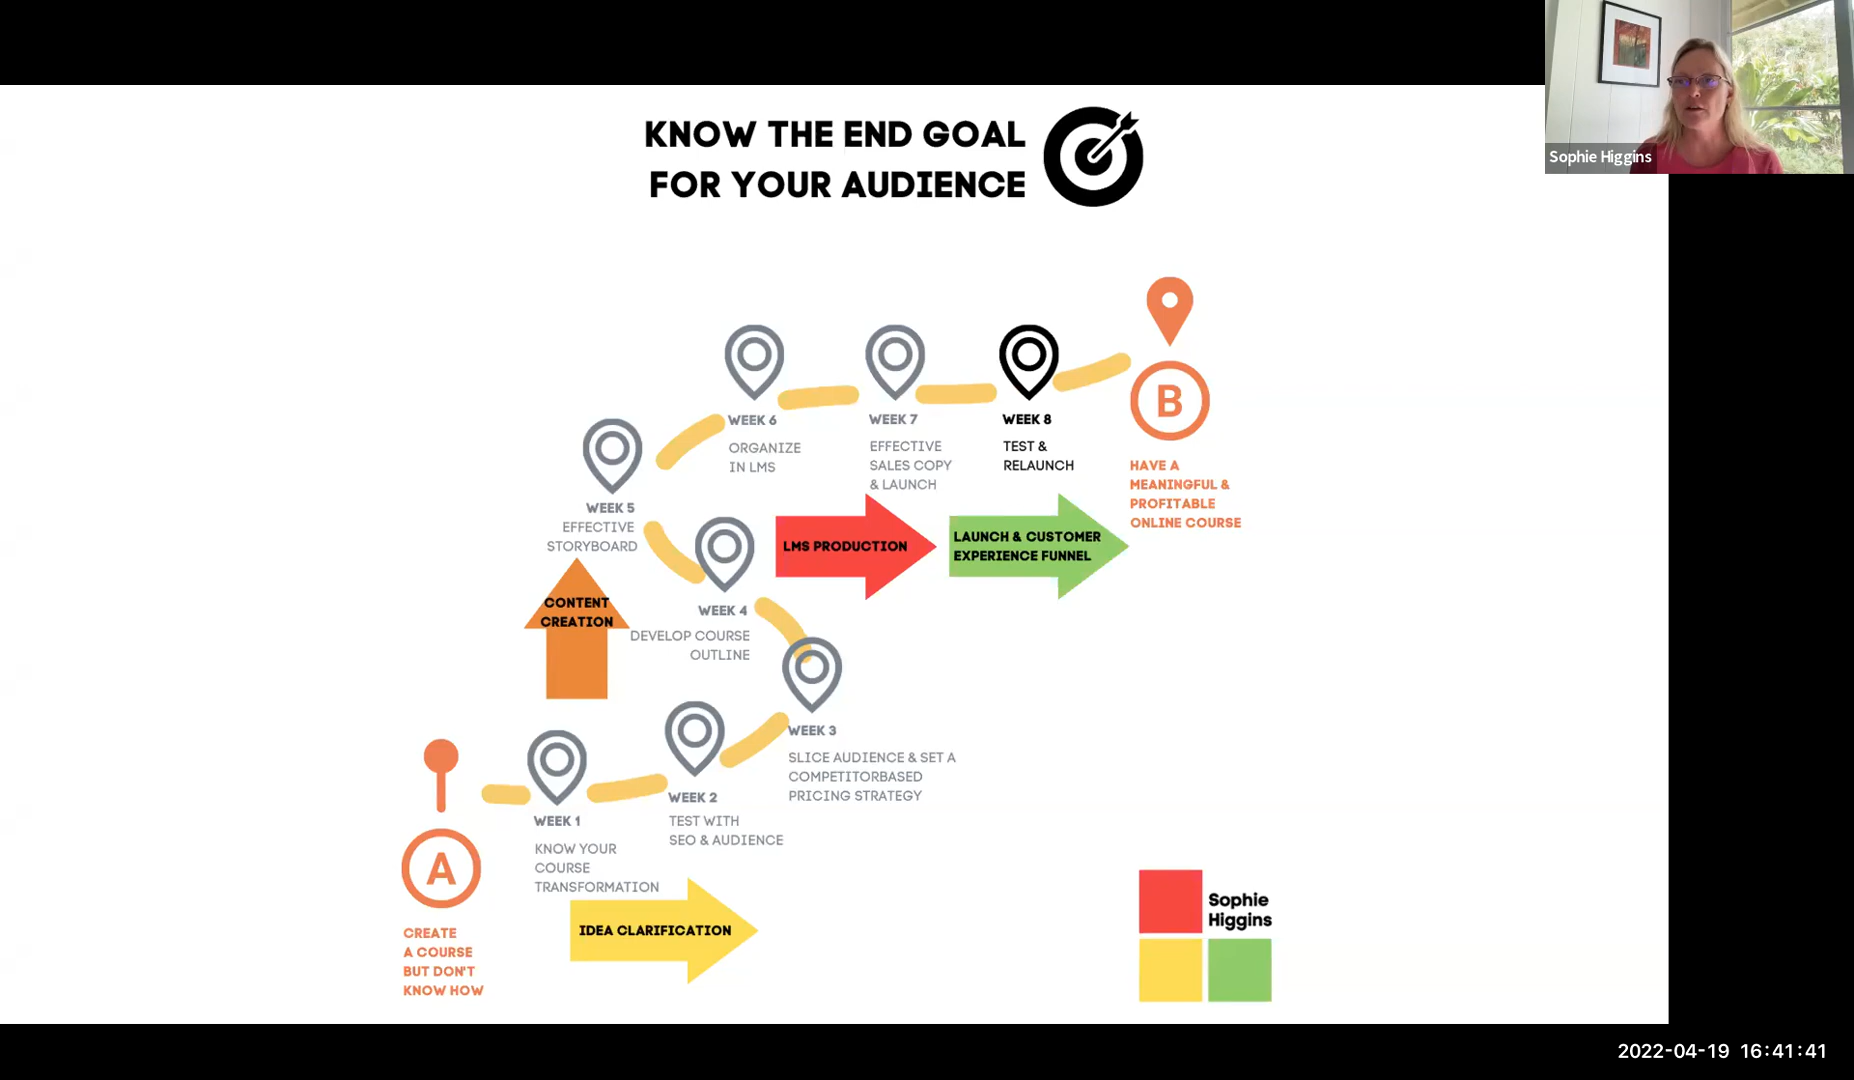 KNOW THE END GOAL
FOR YOUR AUDIENCE
Sophie Higgins
WEEK 6
ORGANIZE
IN LMS
WEEK 7
EFFECTIVE
SALES COPY
& LAUNCH
WEEK 8
TEST &
RELAUNCH
B
HAVE A
MEANINGFUL &
PROFITABLE
ONLINE COURSE
WEEK 5
EFFECTIVE
STORYBOARD
LMS PRODUCTION
LAUNCH & CUSTOMER
EXPERIENCE FUNNEL
CONTENT
CREATION
WEEK 4
DEVELOP COURSE
OUTLINE
WEEK 3
SLICE AUDIENCE & SET A
COMPETITORBASED
PRICING STRATEGY
WEEK 2
TEST WITH
SEO & AUDIENCE
WEEK 1
KNOW YOUR
COURSE
TRANSFORMATION
A
CREATE
A COURSE
BUT DON'T
KNOW HOW
IDEA CLARIFICATION
Sophie
Higgins
2022-04-19 16:41:41